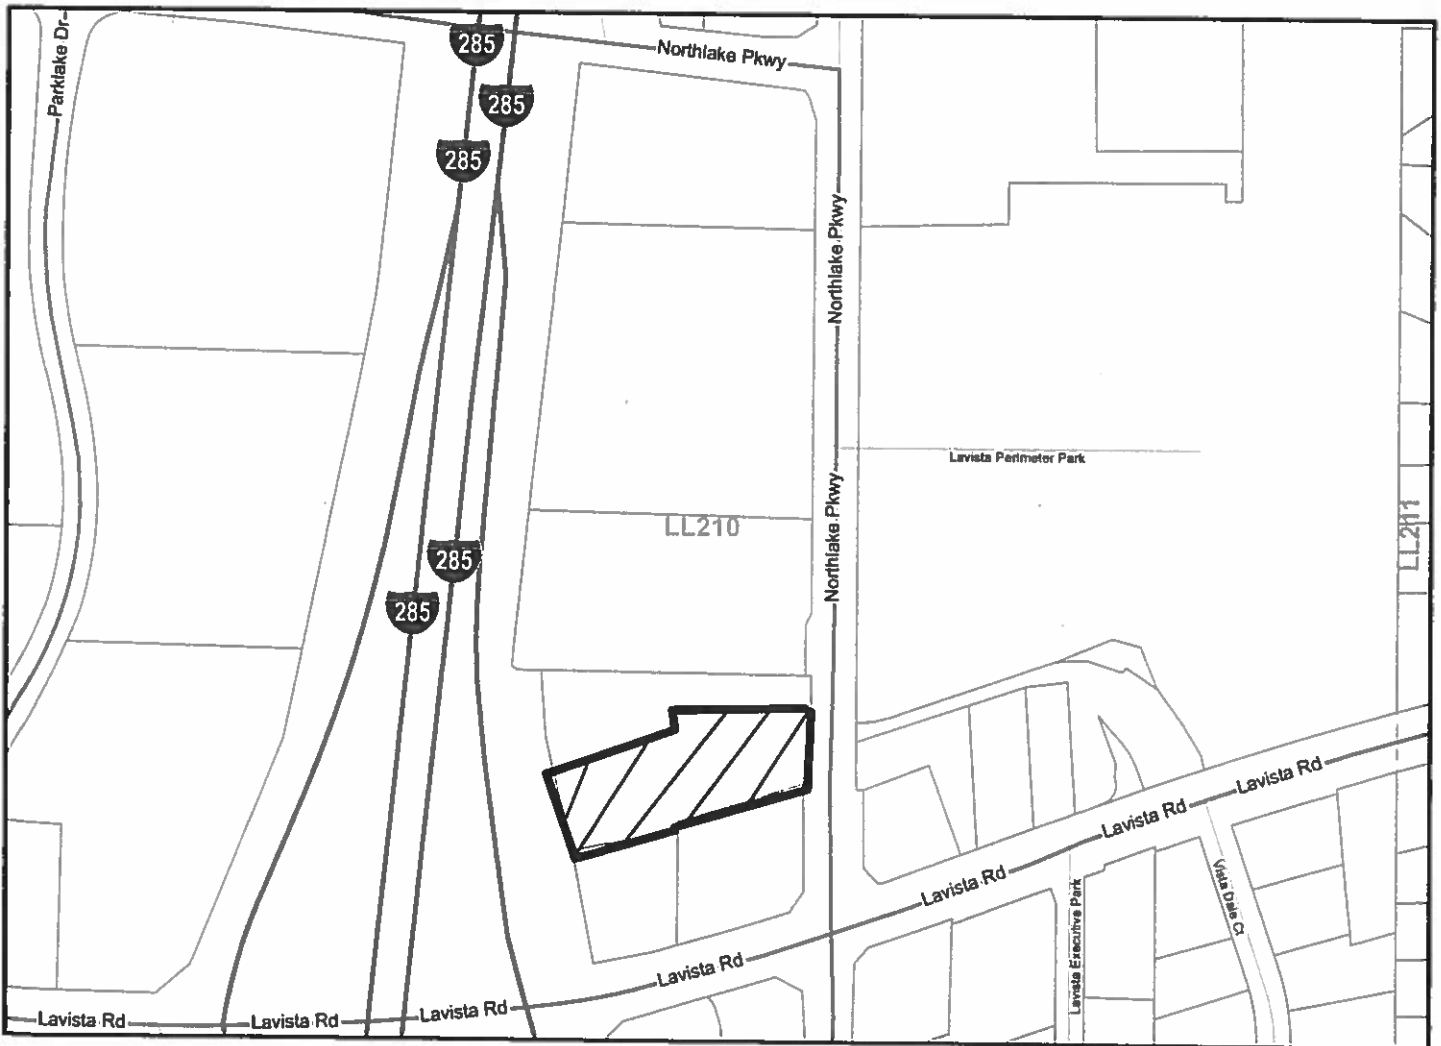 Parklake Dr
285
Northlake Pkwy
285
285
Northlake Pkwy
Lavista Perimeter Park
Northlake Pkwy
LL210
LL211
285
285
Lavista Rd
Lavista Rd
Lavista Rd
Vista Dale Ct
Lavista Executive Park
Lavista Rd
Lavista Rd
Lavista Rd
Lavista Rd